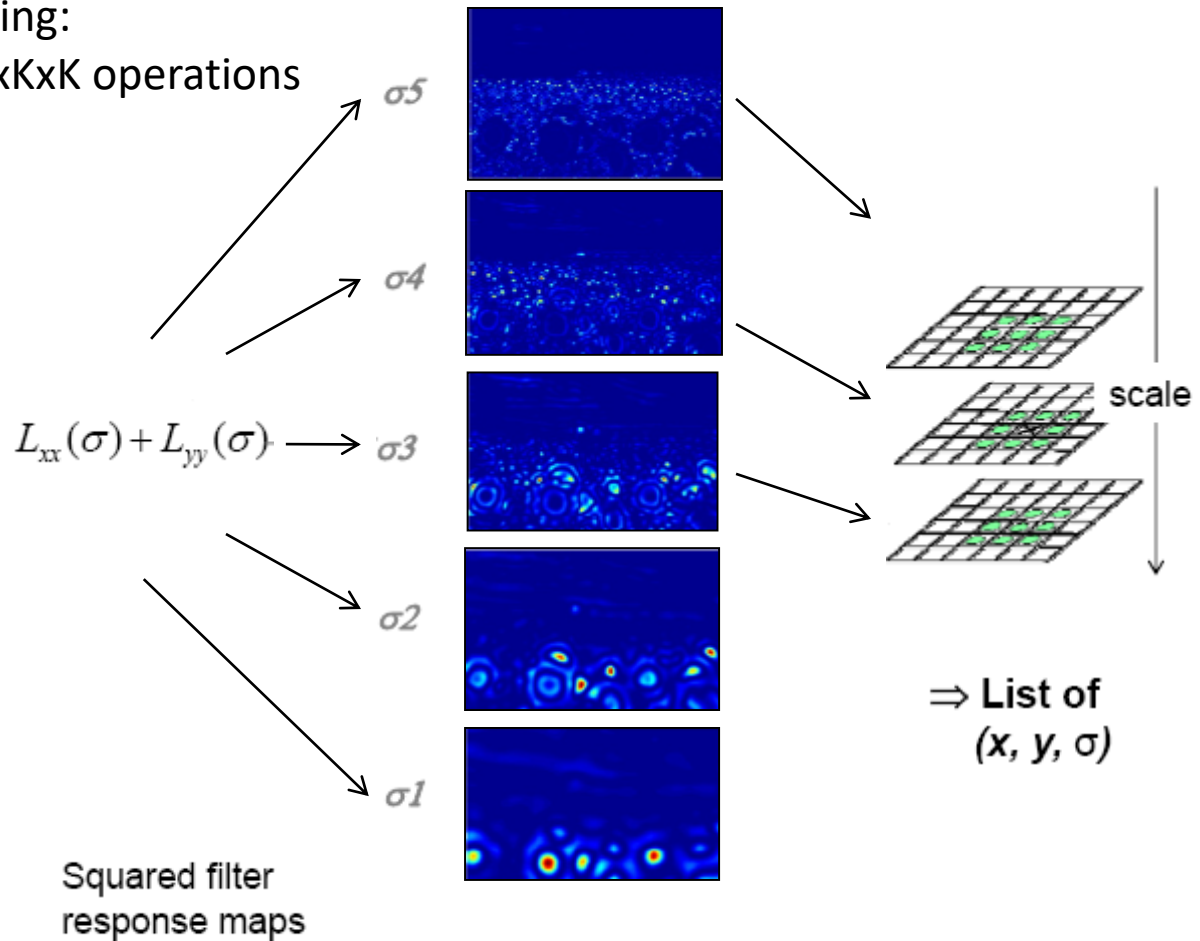 ing:
xKxK operations
σ5
σ4
L_xx(σ) + L_yy(σ)
σ3
σ2
σ1
scale
⇒ List of
(x, y, σ)
Squared filter
response maps